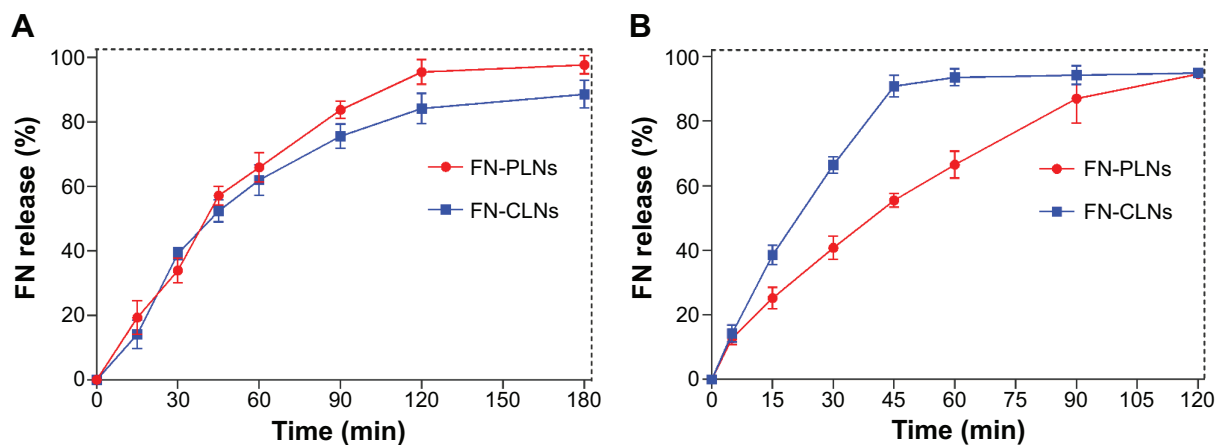 A
FN release (%)
100
80
60
40
20
0
FN-PLNs
FN-CLNs
0 30 60 90 120 150 180
Time (min)
B
FN release (%)
100
80
60
40
20
0
FN-PLNs
FN-CLNs
0 15 30 45 60 75 90 105 120
Time (min)